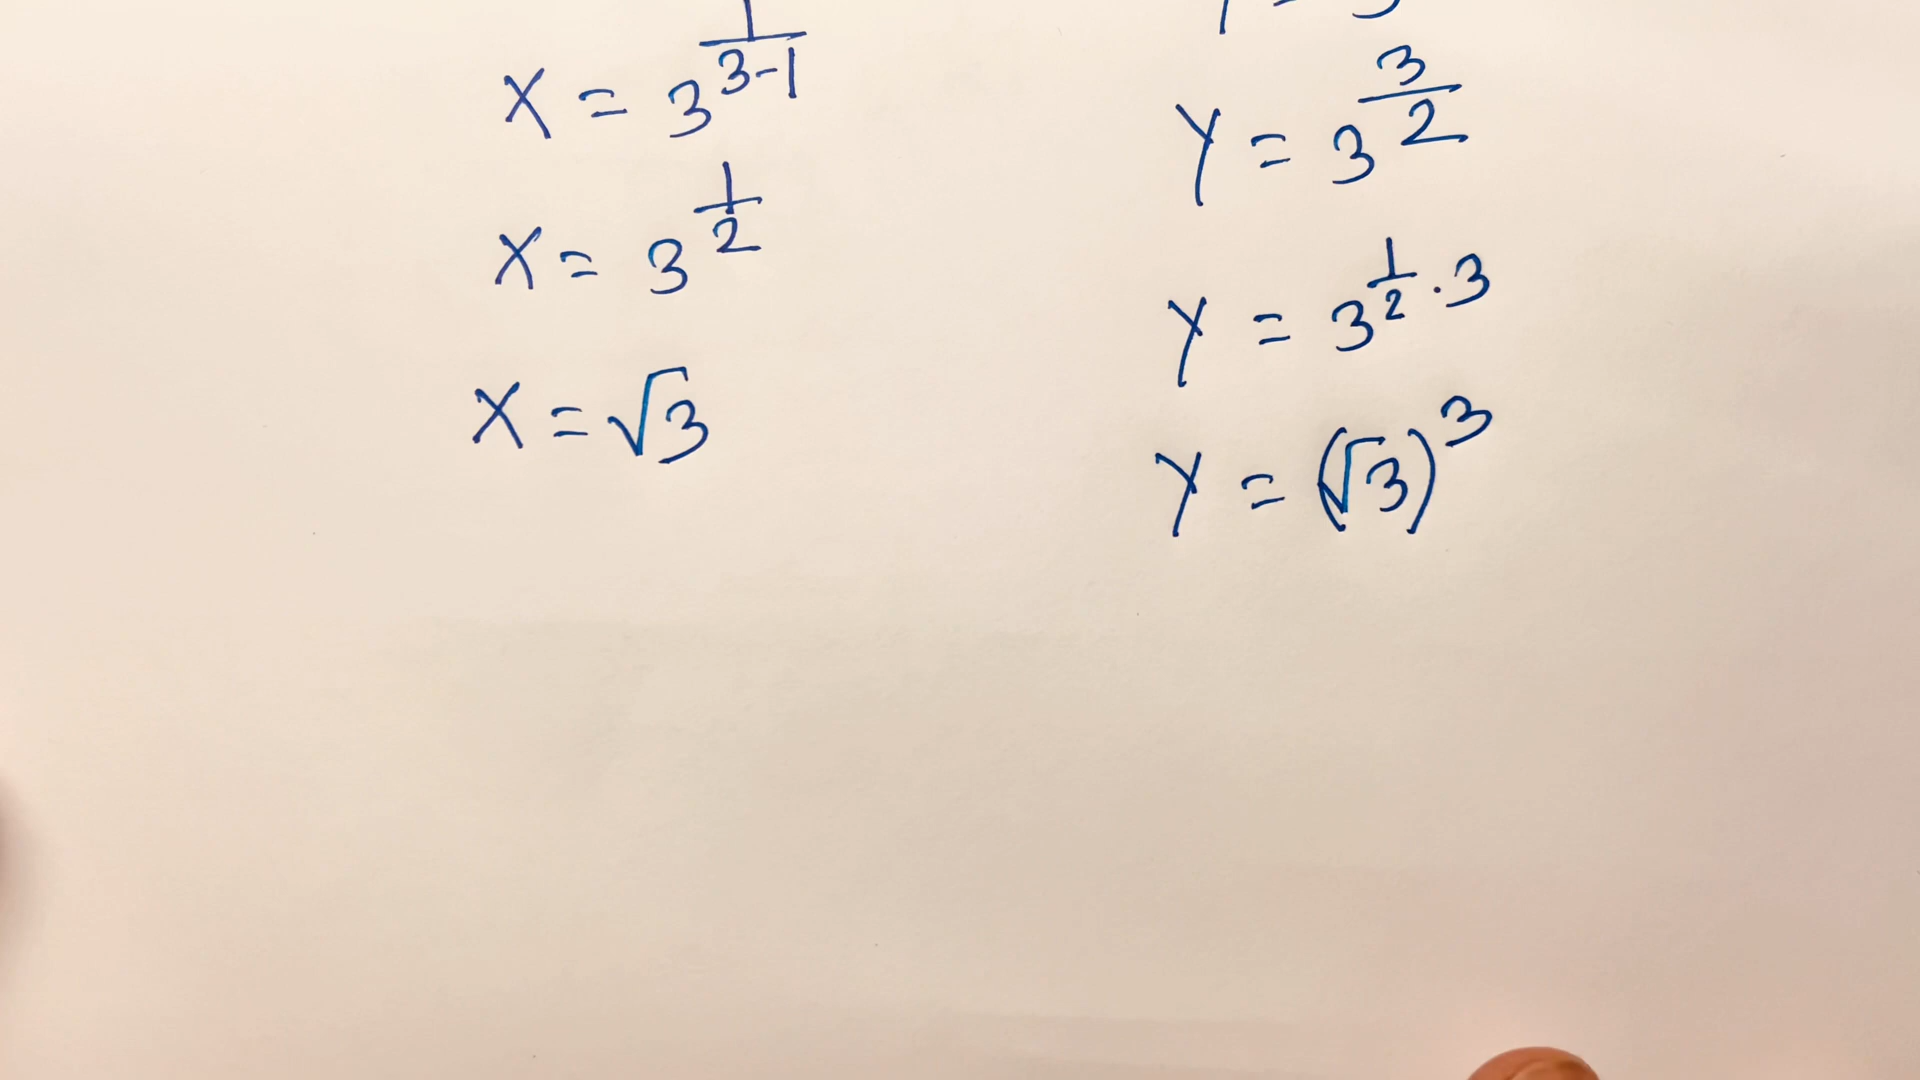 X = 3^(1/(3-1))
X = 3^(1/2)
X = √3
Y = 3^(3/2)
Y = 3^(1/2 · 3)
Y = (√3)^3